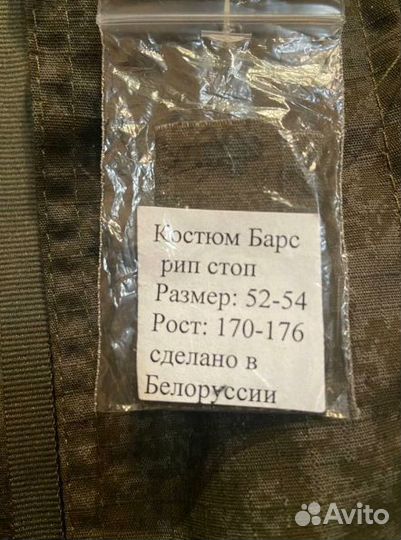 Костюм Барс
рип стоп
Размер: 52-54
Рост: 170-176
сделано в
Белоруссии
Avito